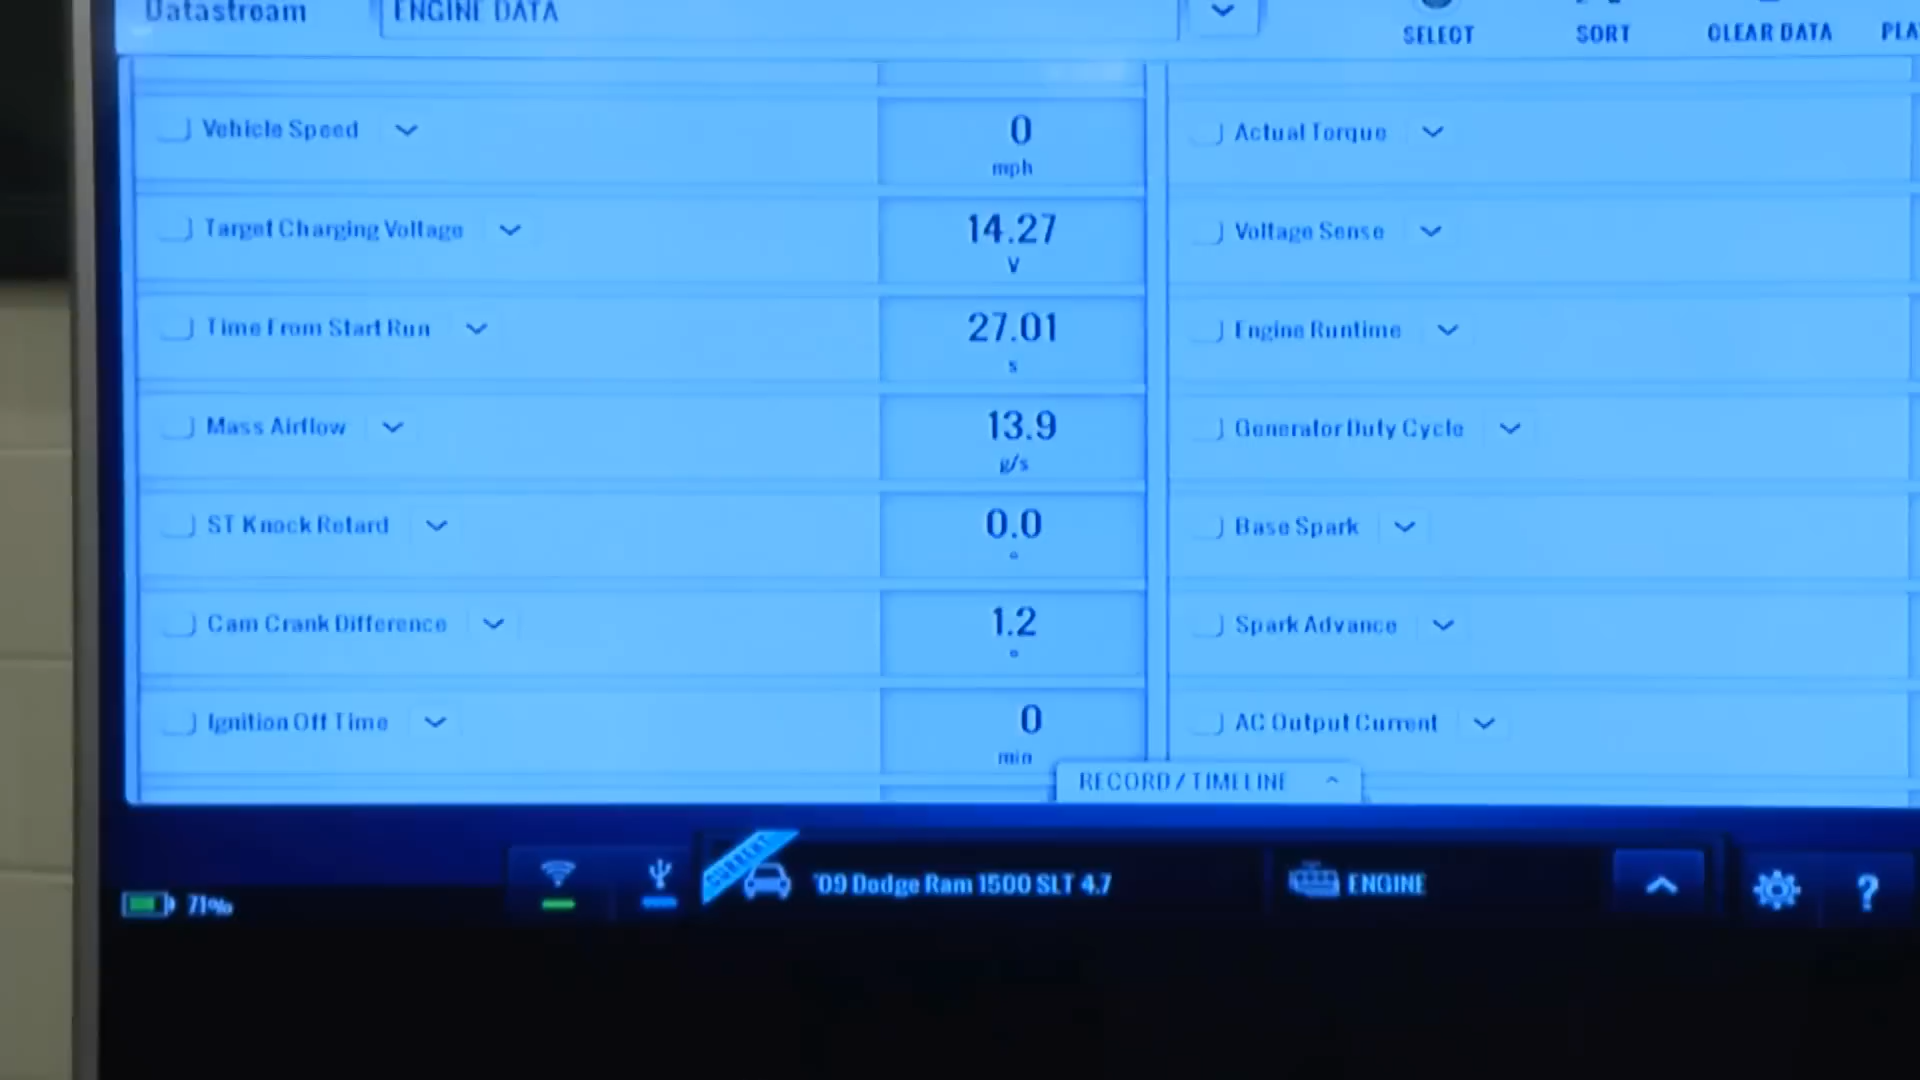 Datastream
ENGINE DATA
SELECT
SORT
CLEAR DATA
PLA
Vehicle Speed
0
mph
Actual Torque
Target Charging Voltage
14.27
V
Voltage Sense
Time From Start Run
27.01
s
Engine Runtime
Mass Airflow
13.9
g/s
Generator Duty Cycle
ST Knock Retard
0.0
°
Base Spark
Cam Crank Difference
1.2
°
Spark Advance
Ignition Off Time
0
min
AC Output Current
RECORD / TIMELINE
71%
CURRENT
'09 Dodge Ram 1500 SLT 4.7
ENGINE
?